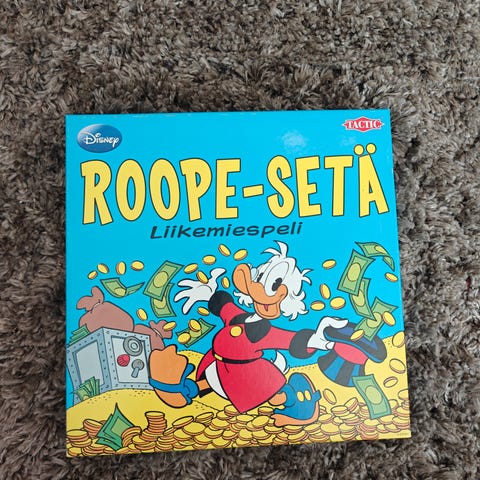 Disney
TACTIC
ROOPE-SETÄ
Liikemiespeli